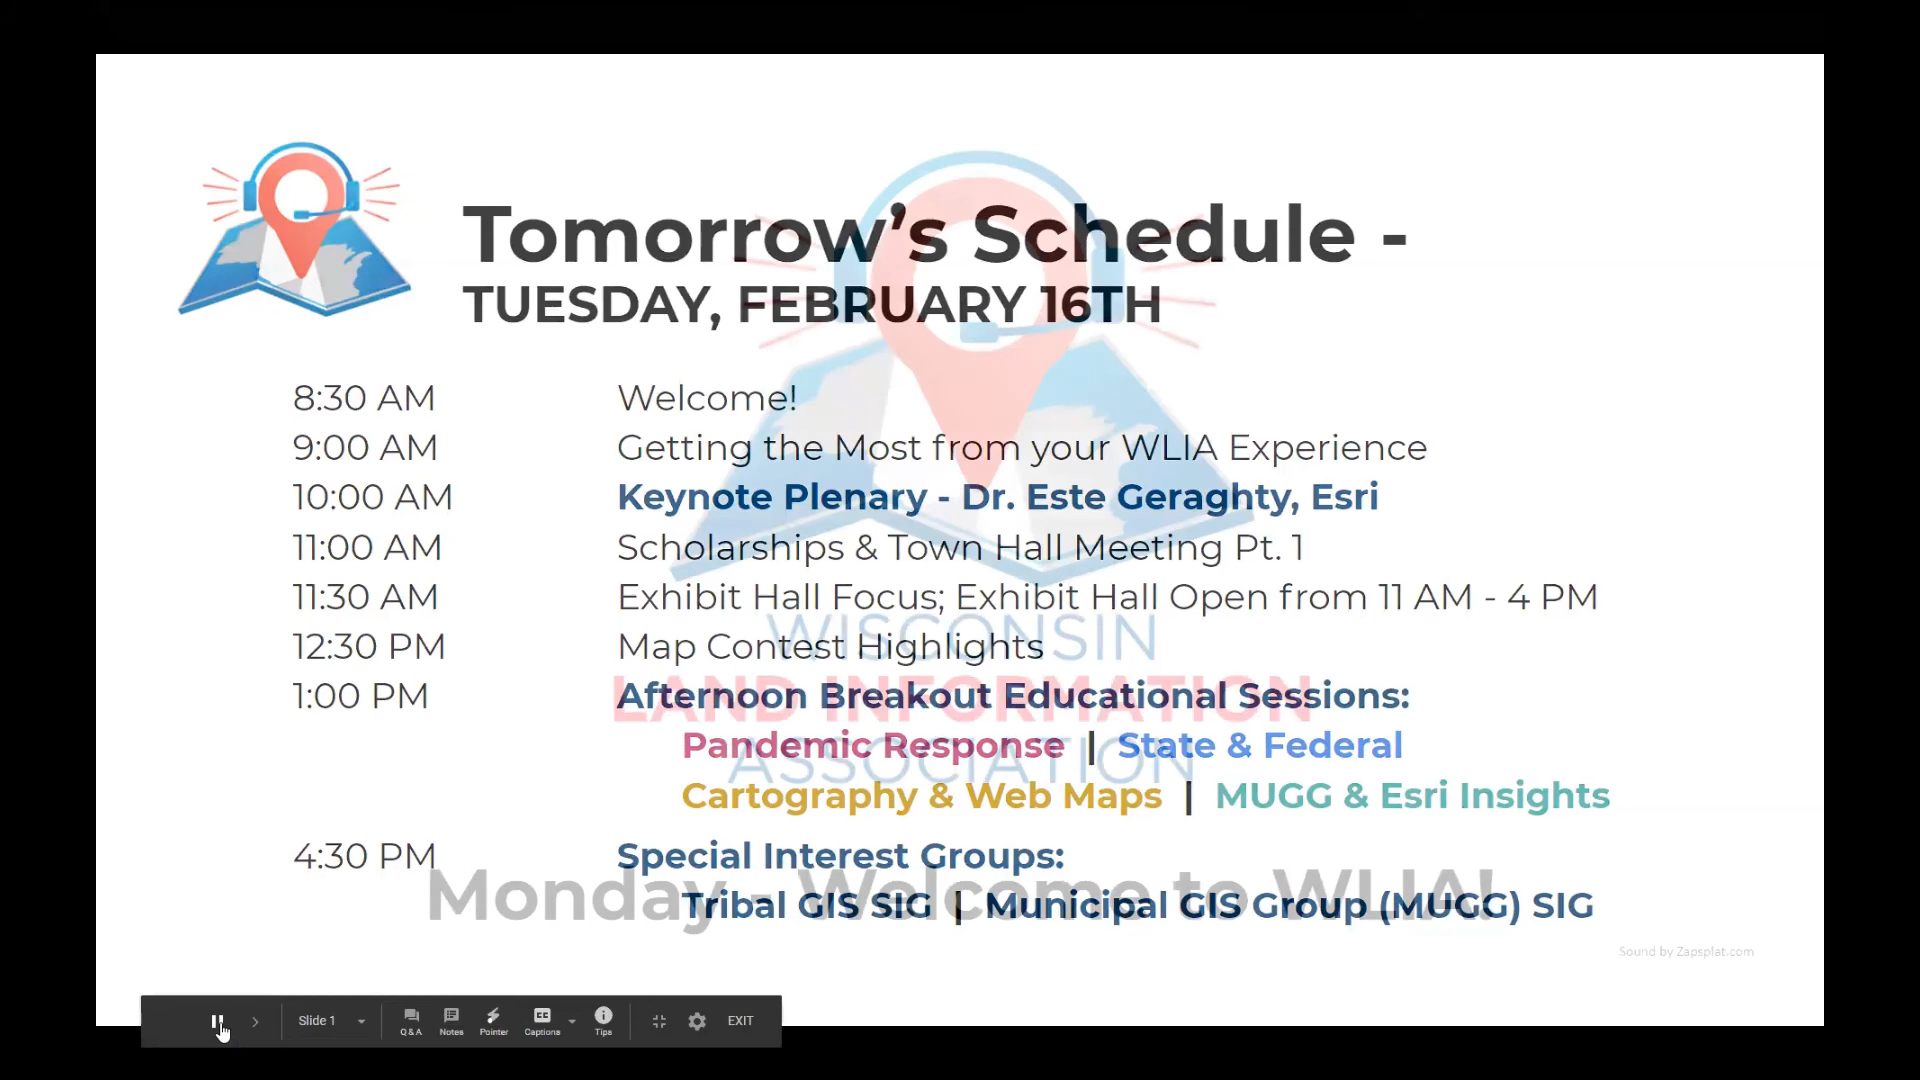 Tomorrow's Schedule -
TUESDAY, FEBRUARY 16TH
8:30 AM Welcome!
9:00 AM Getting the Most from your WLIA Experience
10:00 AM Keynote Plenary - Dr. Este Geraghty, Esri
11:00 AM Scholarships & Town Hall Meeting Pt. 1
11:30 AM Exhibit Hall Focus; Exhibit Hall Open from 11 AM - 4 PM
WISCONSIN
12:30 PM Map Contest Highlights
LAND INFORMATION
1:00 PM Afternoon Breakout Educational Sessions:
Pandemic Response | State & Federal
ASSOCIATION
Cartography & Web Maps | MUGG & Esri Insights
4:30 PM Special Interest Groups:
Monday - Welcome to WLIA!
Tribal GIS SIG | Municipal GIS Group (MUGG) SIG
Sound by Zapsplat.com
Slide 1 Q&A Notes Pointer Captions Tips EXIT